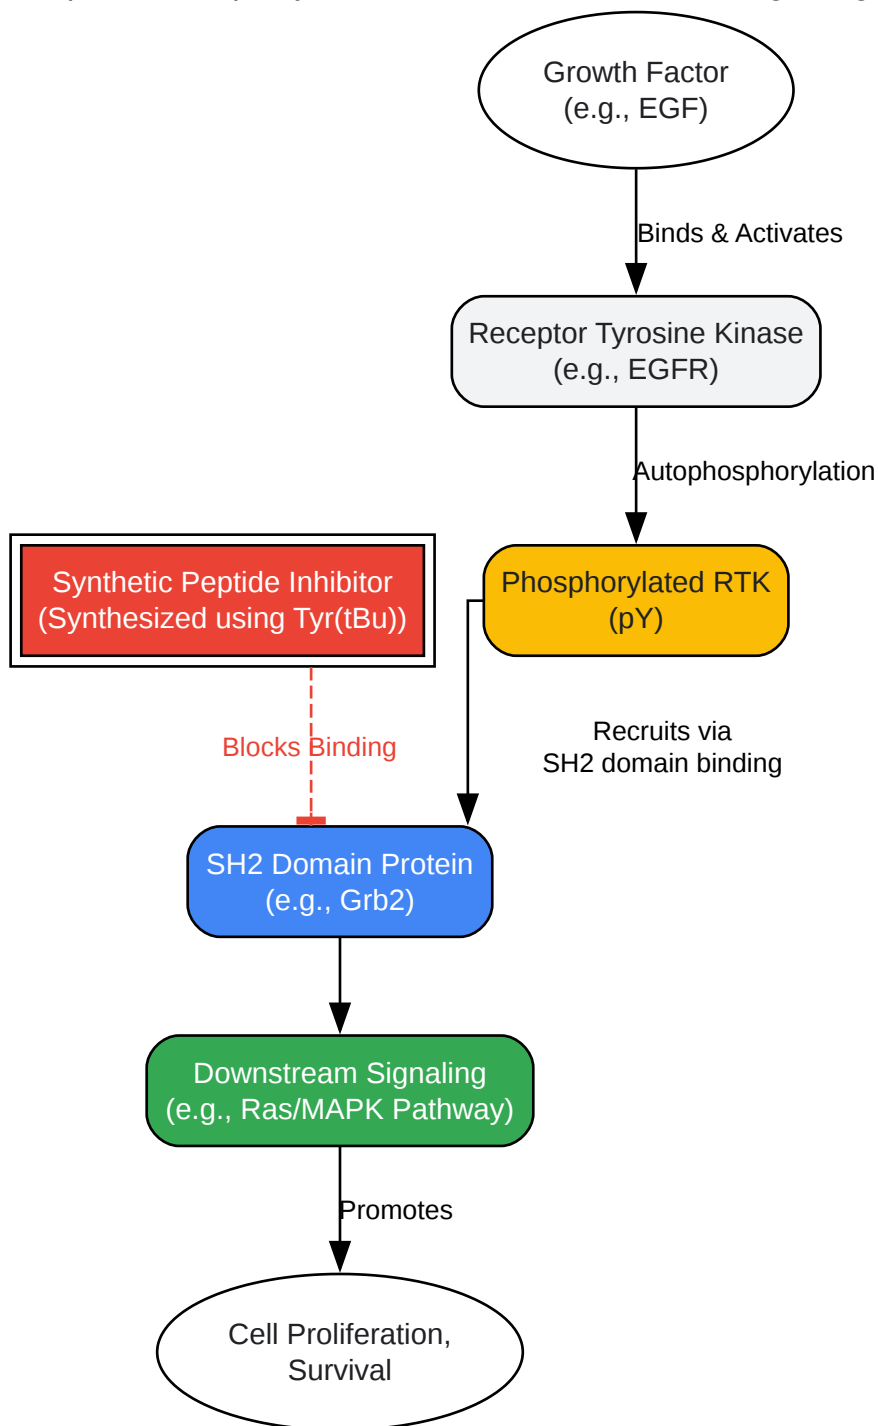 Growth Factor
(e.g., EGF)
Binds & Activates
Receptor Tyrosine Kinase
(e.g., EGFR)
Autophosphorylation
Synthetic Peptide Inhibitor
(Synthesized using Tyr(tBu))
Phosphorylated RTK
(pY)
Blocks Binding
Recruits via
SH2 domain binding
SH2 Domain Protein
(e.g., Grb2)
Downstream Signaling
(e.g., Ras/MAPK Pathway)
Promotes
Cell Proliferation,
Survival